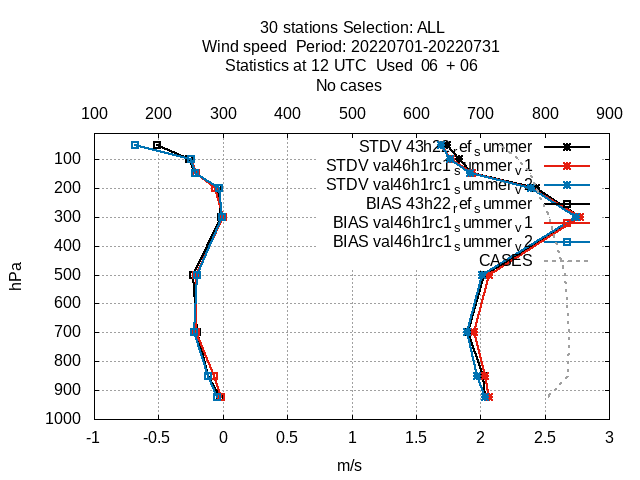 30 stations Selection: ALL
Wind speed  Period: 20220701-20220731
Statistics at 12 UTC  Used  06  + 06
No cases
100 200 300 400 500 600 700 800 900
STDV 43h22_ref_summer
STDV val46h1rc1_summer_v1
STDV val46h1rc1_summer_v2
BIAS 43h22_ref_summer
BIAS val46h1rc1_summer_v1
BIAS val46h1rc1_summer_v2
CASES
100
200
300
400
500
600
700
800
900
1000
hPa
-1 -0.5 0 0.5 1 1.5 2 2.5 3
m/s